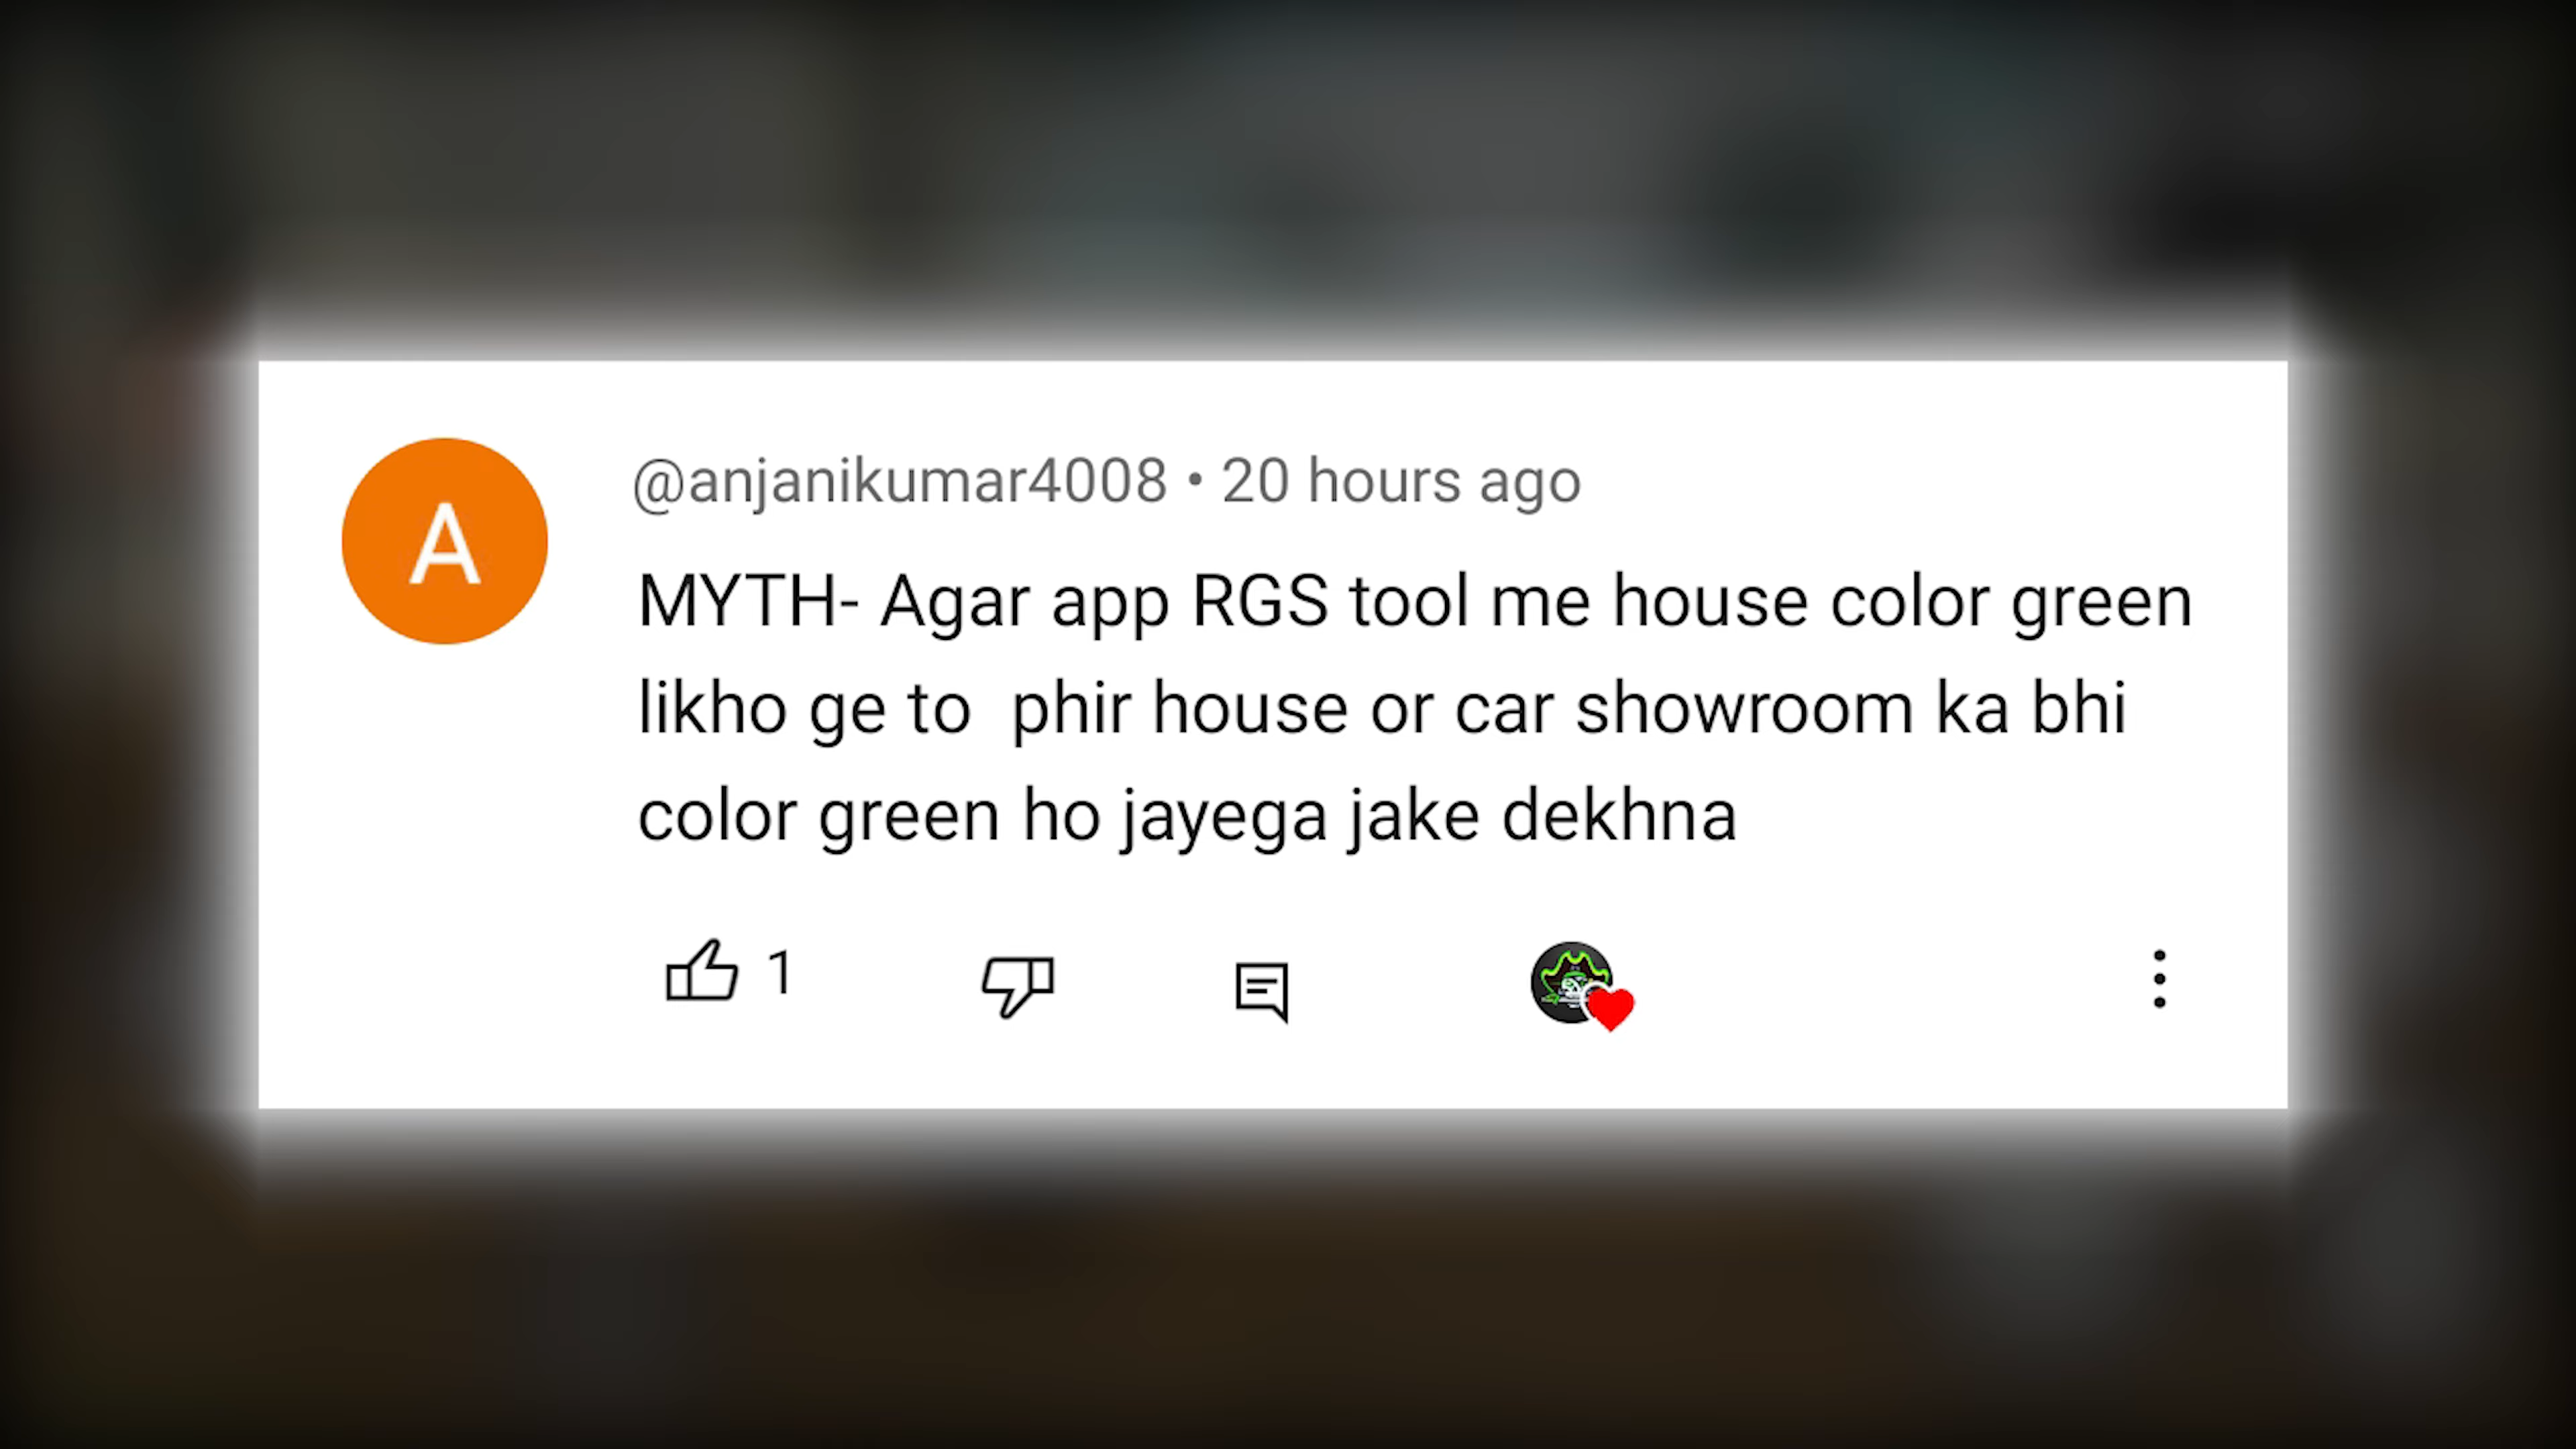 A
@anjanikumar4008 • 20 hours ago
MYTH- Agar app RGS tool me house color green
likho ge to  phir house or car showroom ka bhi
color green ho jayega jake dekhna
1